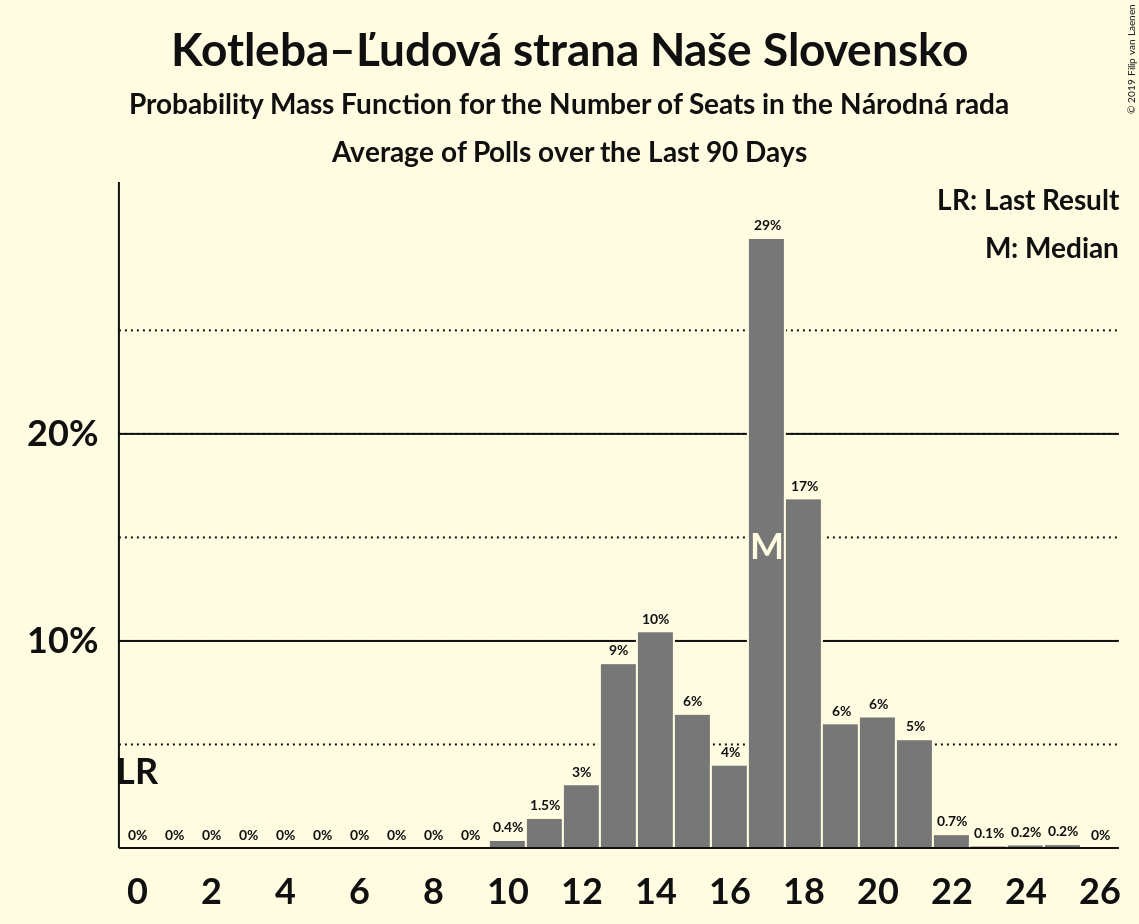 Kotleba–Ľudová strana Naše Slovensko
Probability Mass Function for the Number of Seats in the Národná rada
Average of Polls over the Last 90 Days
© 2019 Filip van Laenen
LR: Last Result
M: Median
20%
10%
LR
M
0% 0% 0% 0% 0% 0% 0% 0% 0% 0% 0.4% 1.5% 3% 9% 10% 6% 4% 29% 17% 6% 6% 5% 0.7% 0.1% 0.2% 0.2% 0%
0 2 4 6 8 10 12 14 16 18 20 22 24 26